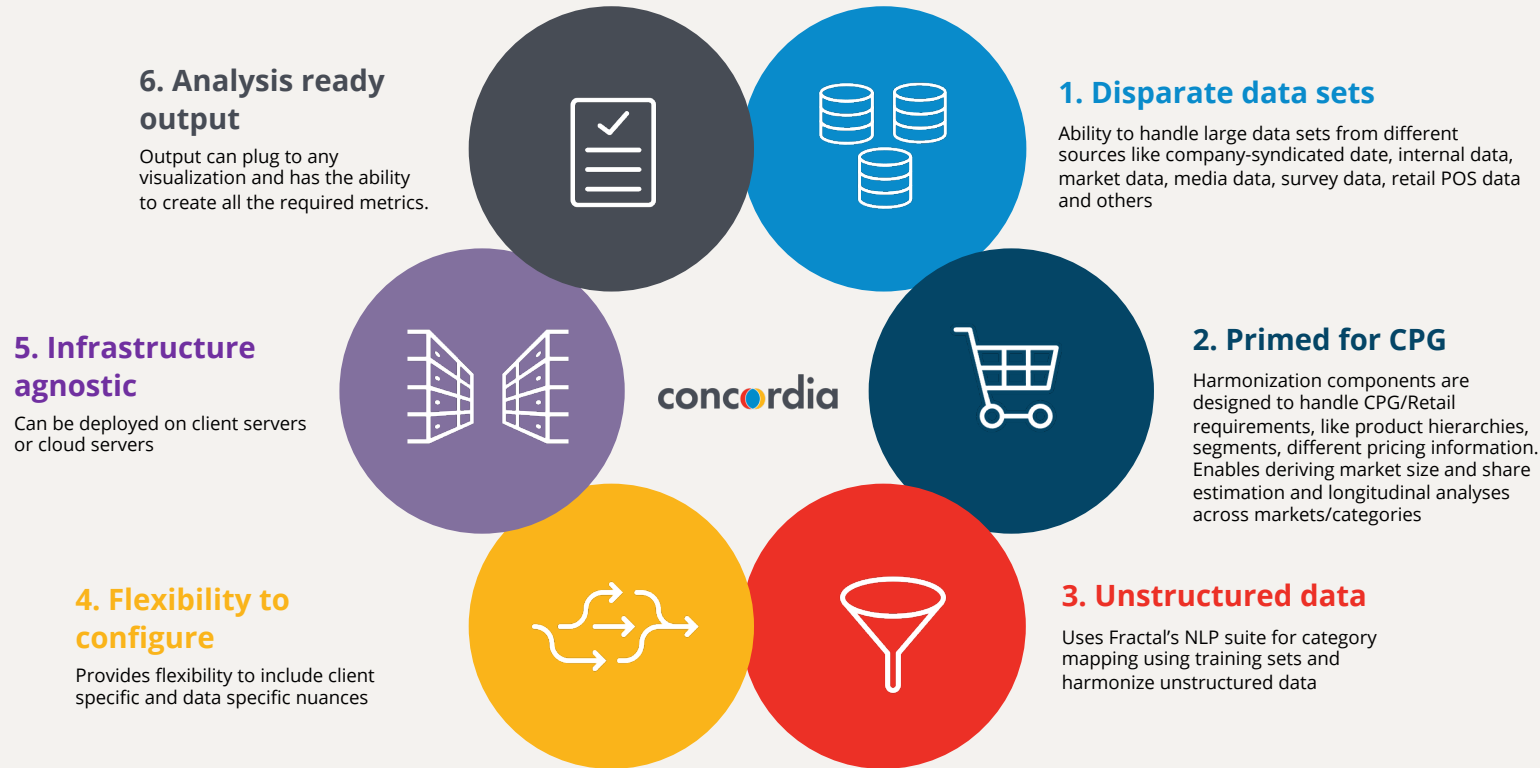 1. Disparate data sets
Ability to handle large data sets from different
sources like company-syndicated date, internal data,
market data, media data, survey data, retail POS data
and others
2. Primed for CPG
Harmonization components are
designed to handle CPG/Retail
requirements, like product hierarchies,
segments, different pricing information.
Enables deriving market size and share
estimation and longitudinal analyses
across markets/categories
3. Unstructured data
Uses Fractal’s NLP suite for category
mapping using training sets and
harmonize unstructured data
4. Flexibility to
configure
Provides flexibility to include client
specific and data specific nuances
5. Infrastructure
agnostic
Can be deployed on client servers
or cloud servers
6. Analysis ready
output
Output can plug to any
visualization and has the ability
to create all the required metrics.
concordia